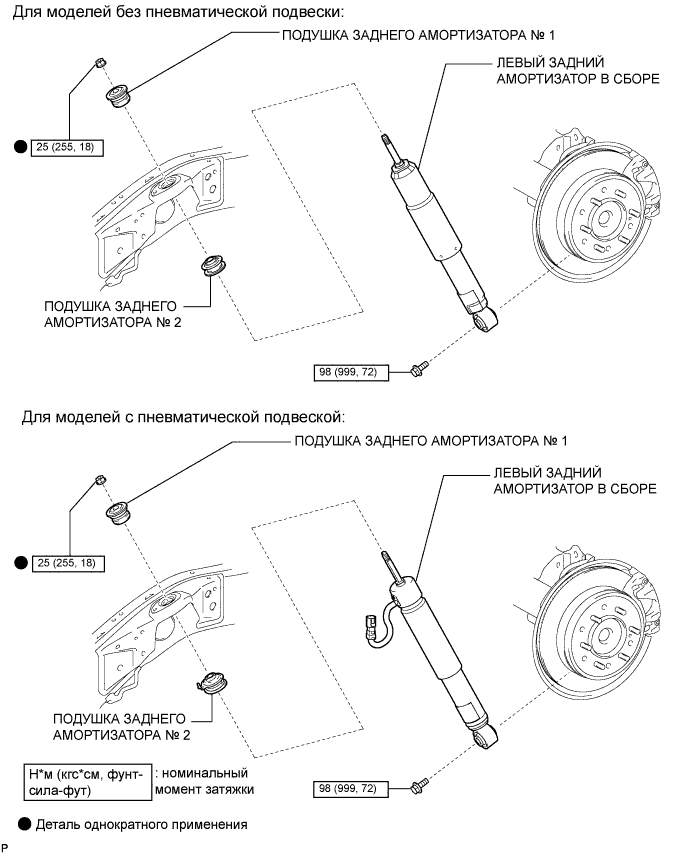 Для моделей без пневматической подвески:
ПОДУШКА ЗАДНЕГО АМОРТИЗАТОРА № 1
ЛЕВЫЙ ЗАДНИЙ
АМОРТИЗАТОР В СБОРЕ
25 (255, 18)
ПОДУШКА ЗАДНЕГО
АМОРТИЗАТОРА № 2
98 (999, 72)
Для моделей с пневматической подвеской:
ПОДУШКА ЗАДНЕГО АМОРТИЗАТОРА № 1
ЛЕВЫЙ ЗАДНИЙ
АМОРТИЗАТОР В СБОРЕ
25 (255, 18)
ПОДУШКА ЗАДНЕГО
АМОРТИЗАТОРА № 2
Н*м (кгс*см, фунт-
сила-фут)
: номинальный
момент затяжки
98 (999, 72)
Деталь однократного применения
P